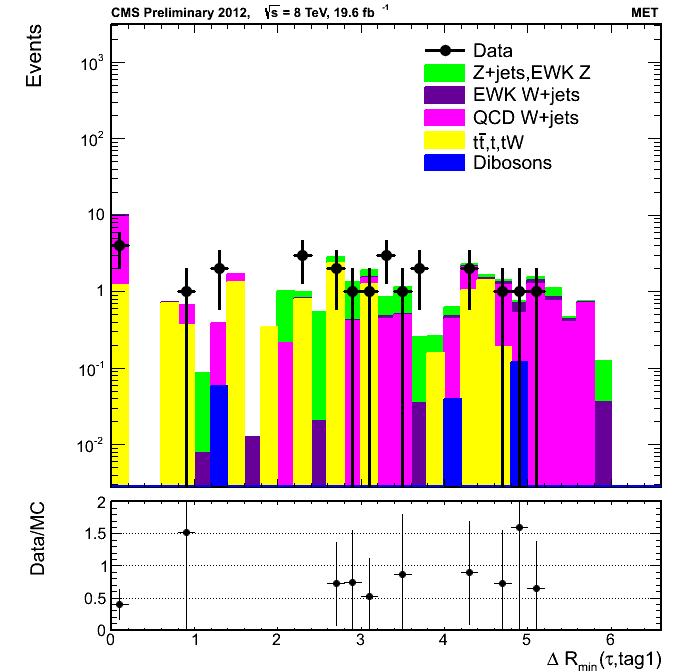 CMS Preliminary 2012, √s = 8 TeV, 19.6 fb⁻¹ MET
Events
10³
10²
10
1
10⁻¹
10⁻²
Data
Z+jets,EWK Z
EWK W+jets
QCD W+jets
tt̄,t,tW
Dibosons
Data/MC
2
1.5
1
0.5
0
0 1 2 3 4 5 6
Δ R_min(τ,tag1)